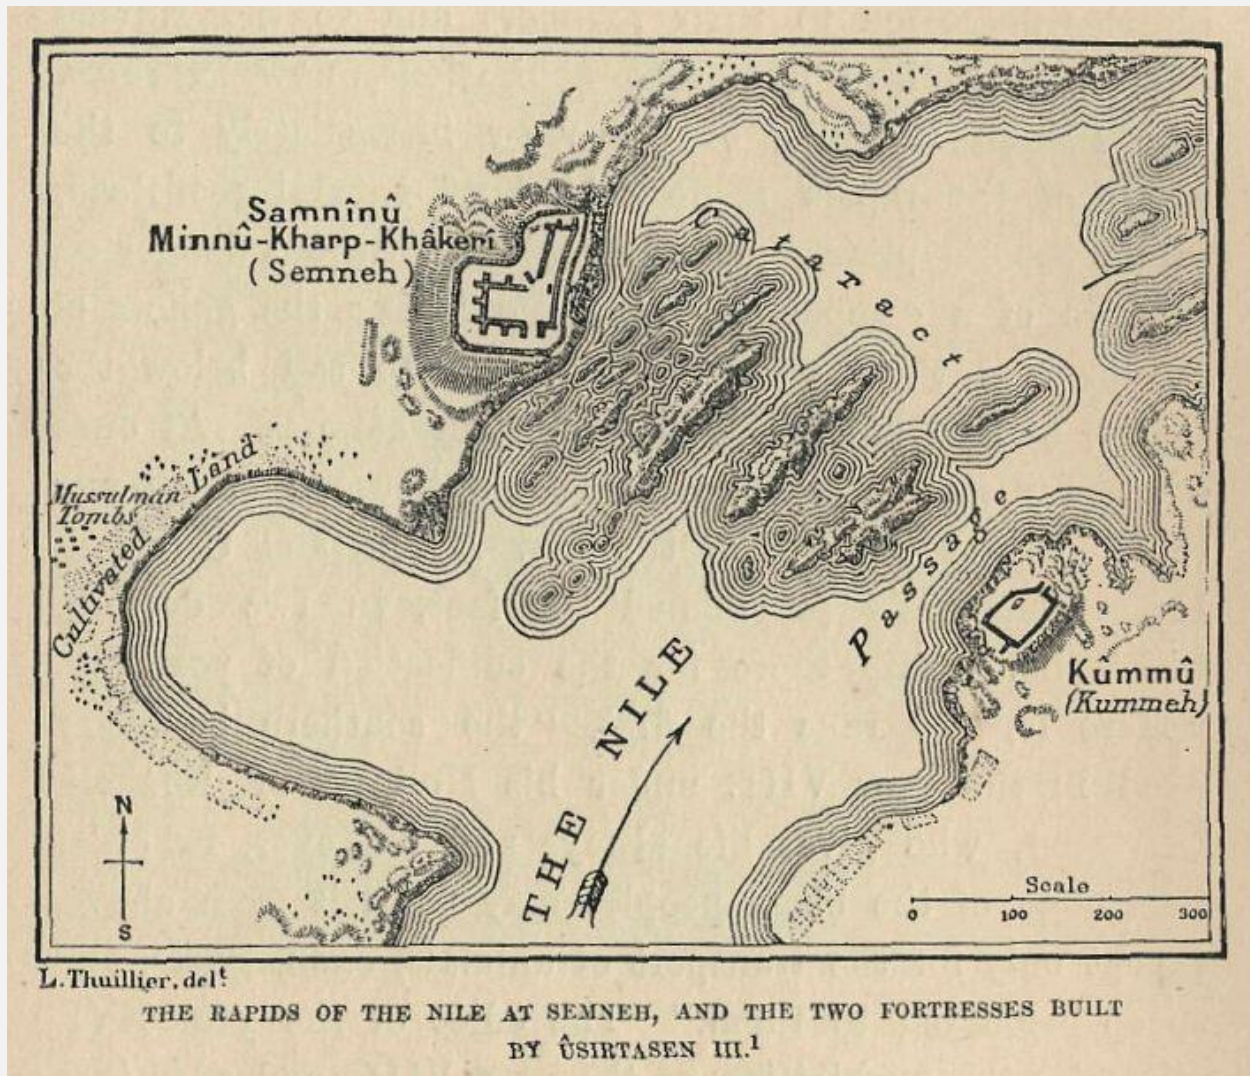 Samnînû
Minnû-Kharp-Khâkerî
(Semneh)
Cataract
Mussulman
Tombs
Cultivated Land
Passage
THE NILE
Kûmmû
(Kummeh)
N
S
Scale
0 100 200 300
L. Thuillier, delt
THE RAPIDS OF THE NILE AT SEMNEH, AND THE TWO FORTRESSES BUILT
BY ÛSIRTASEN III.1